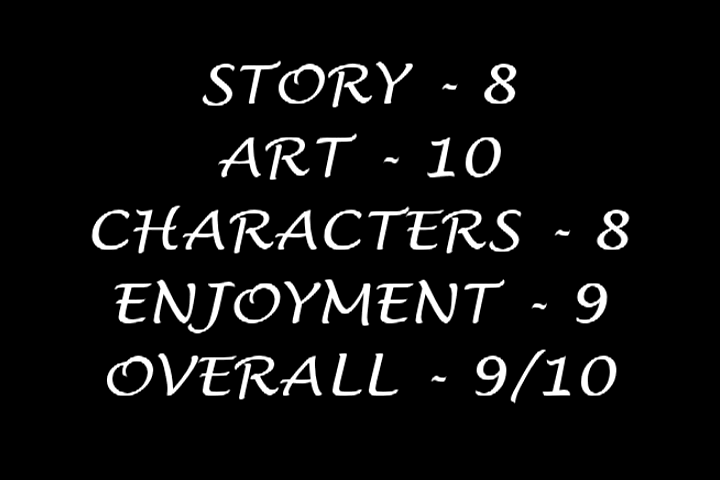 STORY - 8
ART - 10
CHARACTERS - 8
ENJOYMENT - 9
OVERALL - 9/10